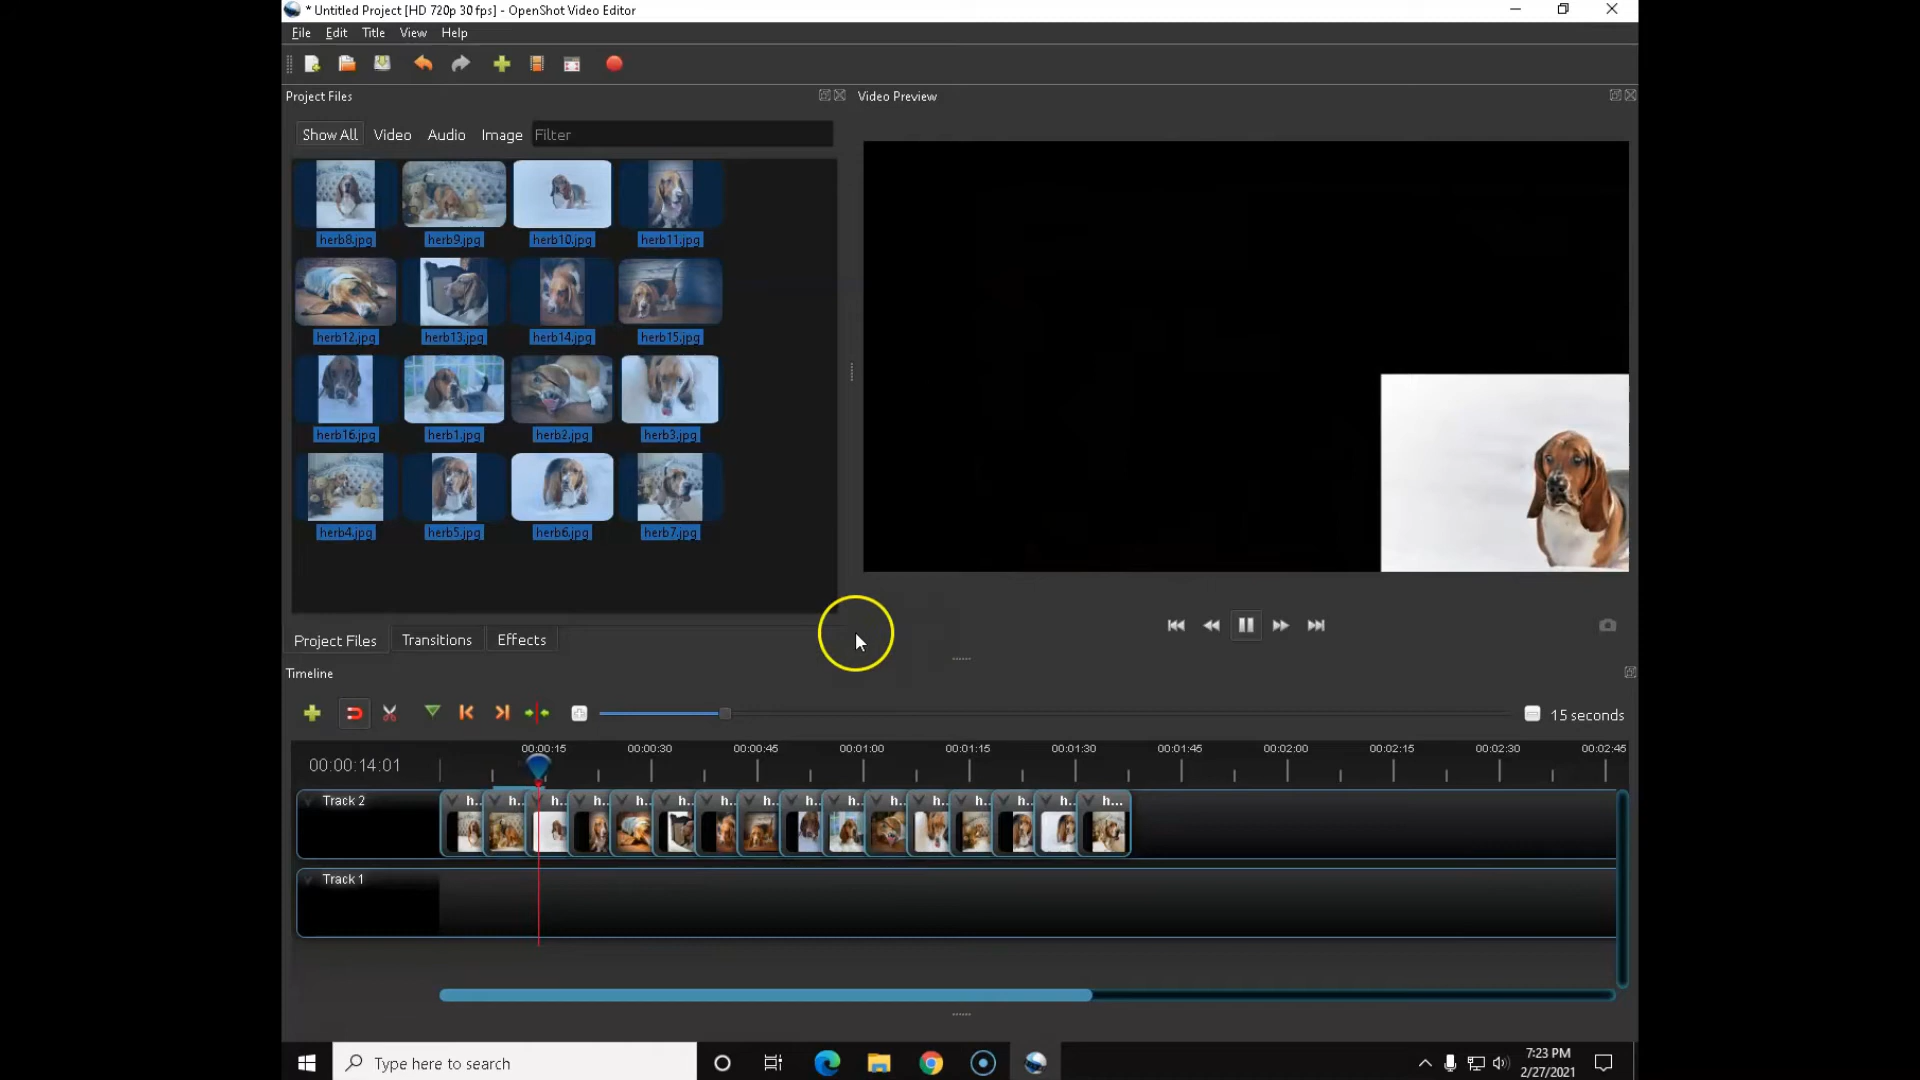 * Untitled Project [HD 720p 30 fps] - OpenShot Video Editor
File Edit Title View Help
Project Files
Video Preview
Show All Video Audio Image Filter
herb8.jpg herb9.jpg herb10.jpg herb11.jpg
herb12.jpg herb13.jpg herb14.jpg herb15.jpg
herb16.jpg herb1.jpg herb2.jpg herb3.jpg
herb4.jpg herb5.jpg herb6.jpg herb7.jpg
Project Files Transitions Effects
Timeline
15 seconds
00:00:15 00:00:30 00:00:45 00:01:00 00:01:15 00:01:30 00:01:45 00:02:00 00:02:15 00:02:30 00:02:45
00:00:14:01
Track 2 h... h... h... h... h... h... h... h... h... h... h... h... h... h... h... h...
Track 1
Type here to search
7:23 PM
2/27/2021